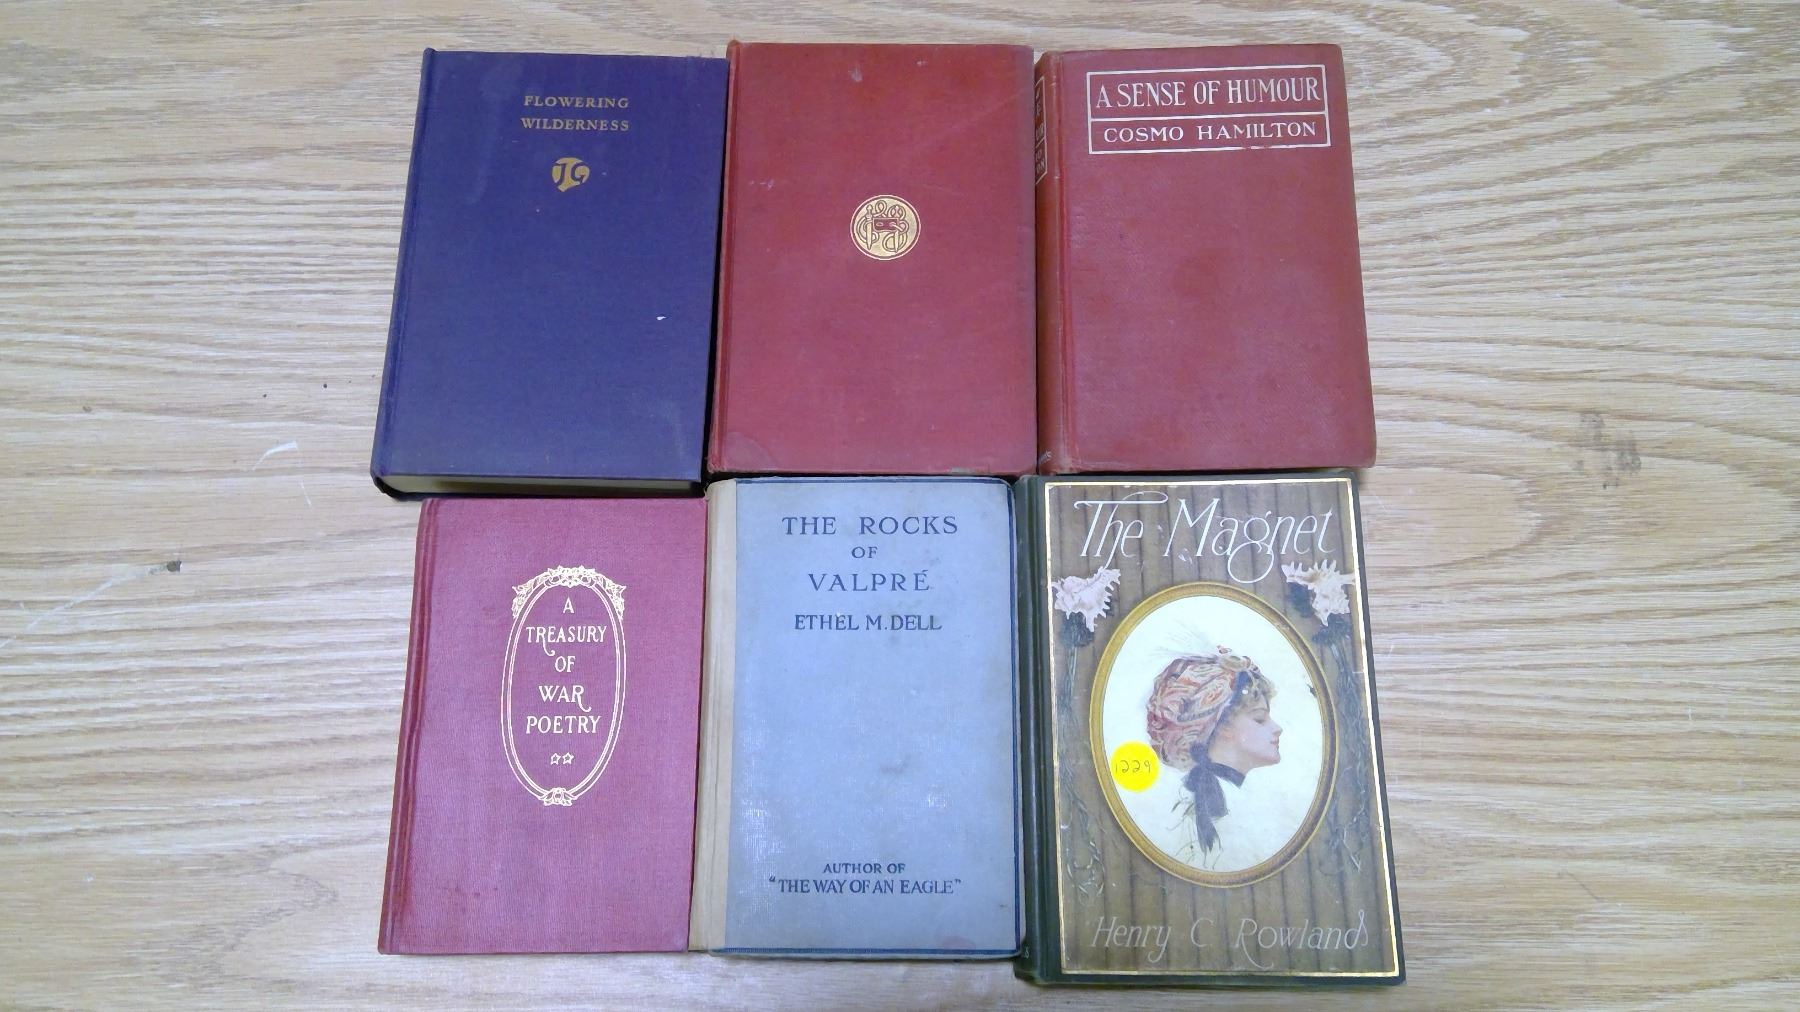 FLOWERING
WILDERNESS
JG
A SENSE OF HUMOUR
COSMO HAMILTON
A
TREASURY
OF
WAR
POETRY
THE ROCKS
OF
VALPRÉ
ETHEL M. DELL
AUTHOR OF
"THE WAY OF AN EAGLE"
The Magnet
1229
Henry C Rowland